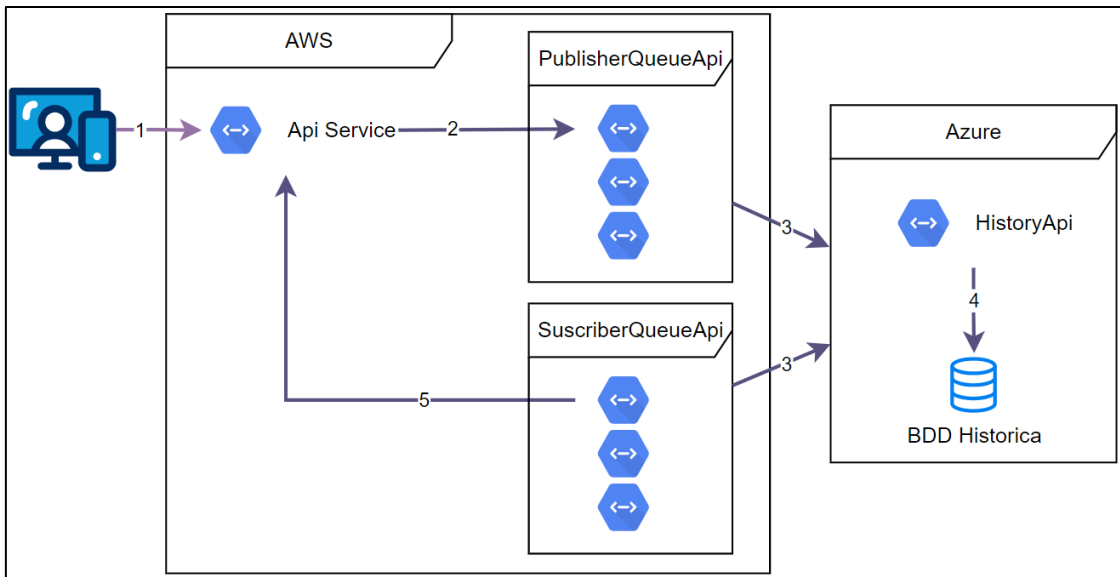 AWS
PublisherQueueApi
1
Api Service
2
Azure
3
HistoryApi
4
SuscriberQueueApi
3
5
BDD Historica